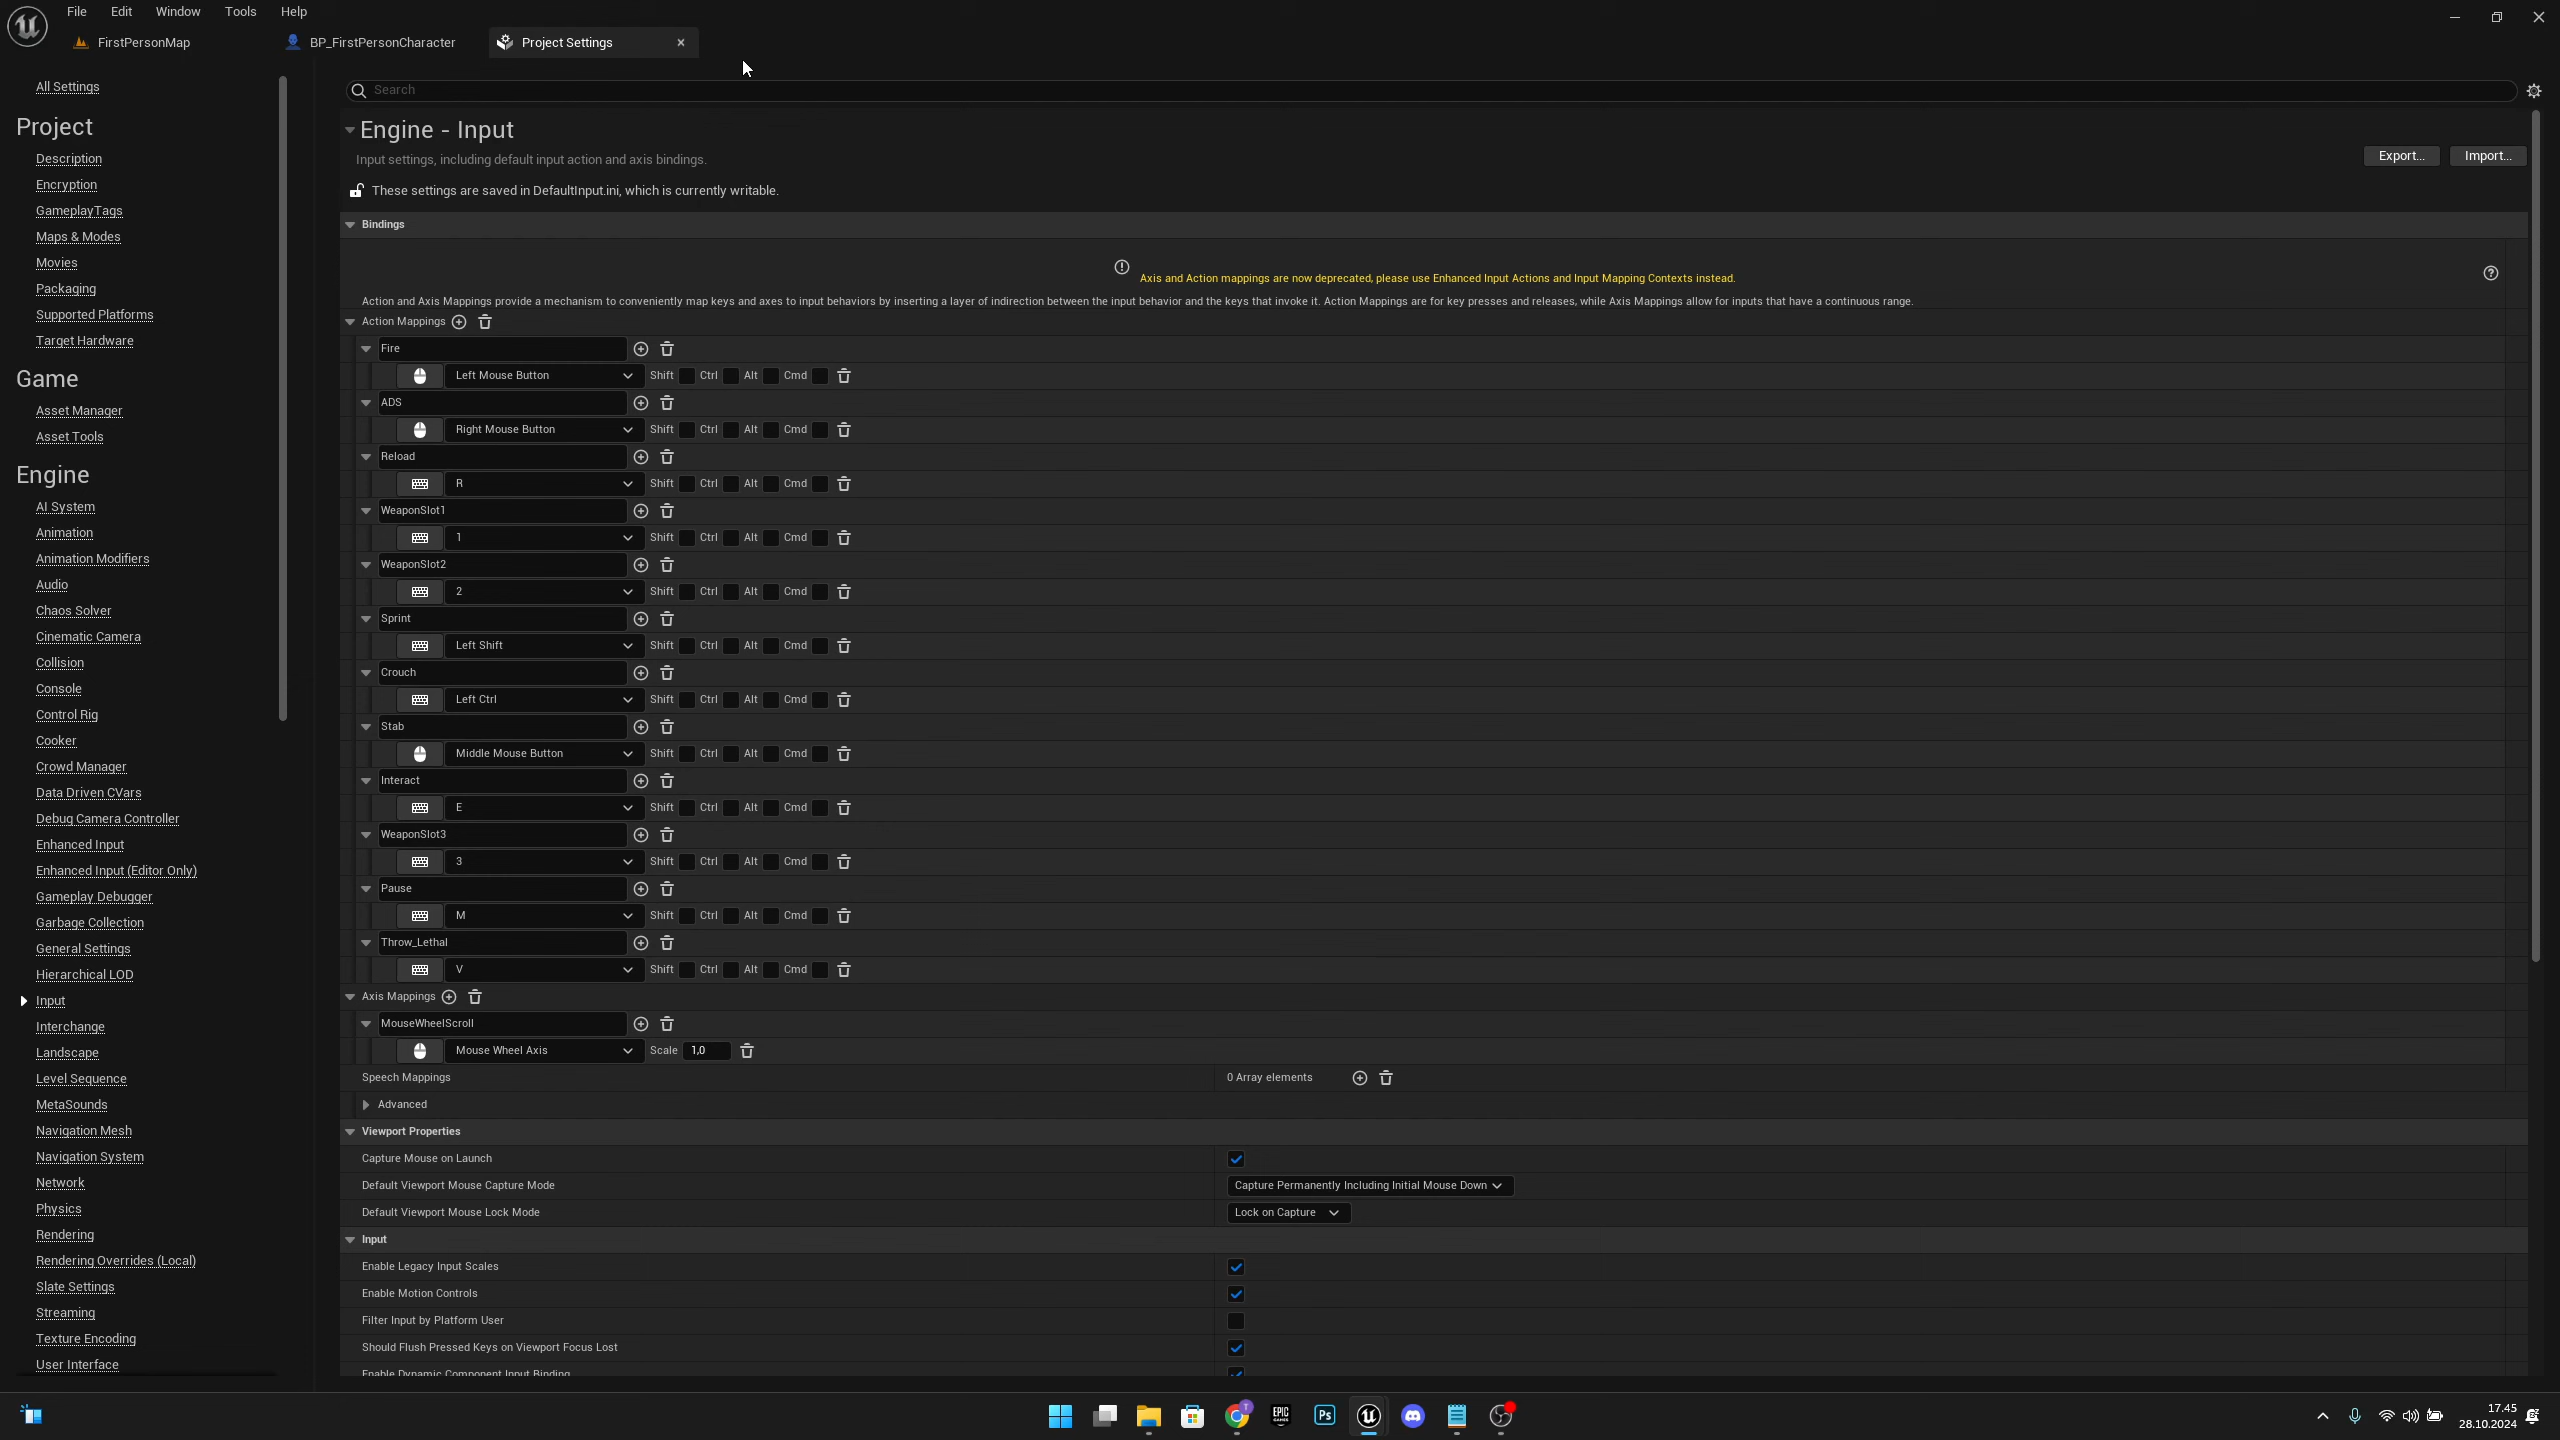 File Edit Window Tools Help
FirstPersonMap BP_FirstPersonCharacter Project Settings
All Settings
Project
Description
Encryption
GameplayTags
Maps & Modes
Movies
Packaging
Supported Platforms
Target Hardware
Game
Asset Manager
Asset Tools
Engine
AI System
Animation
Animation Modifiers
Audio
Chaos Solver
Cinematic Camera
Collision
Console
Control Rig
Cooker
Crowd Manager
Data Driven CVars
Debug Camera Controller
Enhanced Input
Enhanced Input (Editor Only)
Gameplay Debugger
Garbage Collection
General Settings
Hierarchical LOD
Input
Interchange
Landscape
Level Sequence
MetaSounds
Navigation Mesh
Navigation System
Network
Physics
Rendering
Rendering Overrides (Local)
Slate Settings
Streaming
Texture Encoding
User Interface
Search
Engine - Input
Input settings, including default input action and axis bindings.
Export... Import...
These settings are saved in DefaultInput.ini, which is currently writable.
Bindings
Axis and Action mappings are now deprecated, please use Enhanced Input Actions and Input Mapping Contexts instead.
Action and Axis Mappings provide a mechanism to conveniently map keys and axes to input behaviors by inserting a layer of indirection between the input behavior and the keys that invoke it. Action Mappings are for key presses and releases, while Axis Mappings allow for inputs that have a continuous range.
Action Mappings
Fire
Left Mouse Button Shift Ctrl Alt Cmd
ADS
Right Mouse Button Shift Ctrl Alt Cmd
Reload
R Shift Ctrl Alt Cmd
WeaponSlot1
1 Shift Ctrl Alt Cmd
WeaponSlot2
2 Shift Ctrl Alt Cmd
Sprint
Left Shift Shift Ctrl Alt Cmd
Crouch
Left Ctrl Shift Ctrl Alt Cmd
Stab
Middle Mouse Button Shift Ctrl Alt Cmd
Interact
E Shift Ctrl Alt Cmd
WeaponSlot3
3 Shift Ctrl Alt Cmd
Pause
M Shift Ctrl Alt Cmd
Throw_Lethal
V Shift Ctrl Alt Cmd
Axis Mappings
MouseWheelScroll
Mouse Wheel Axis Scale 1,0
Speech Mappings 0 Array elements
Advanced
Viewport Properties
Capture Mouse on Launch
Default Viewport Mouse Capture Mode Capture Permanently Including Initial Mouse Down
Default Viewport Mouse Lock Mode Lock on Capture
Input
Enable Legacy Input Scales
Enable Motion Controls
Filter Input by Platform User
Should Flush Pressed Keys on Viewport Focus Lost
Enable Dynamic Component Input Binding
T
EPIC GAMES
Ps
17.45
28.10.2024